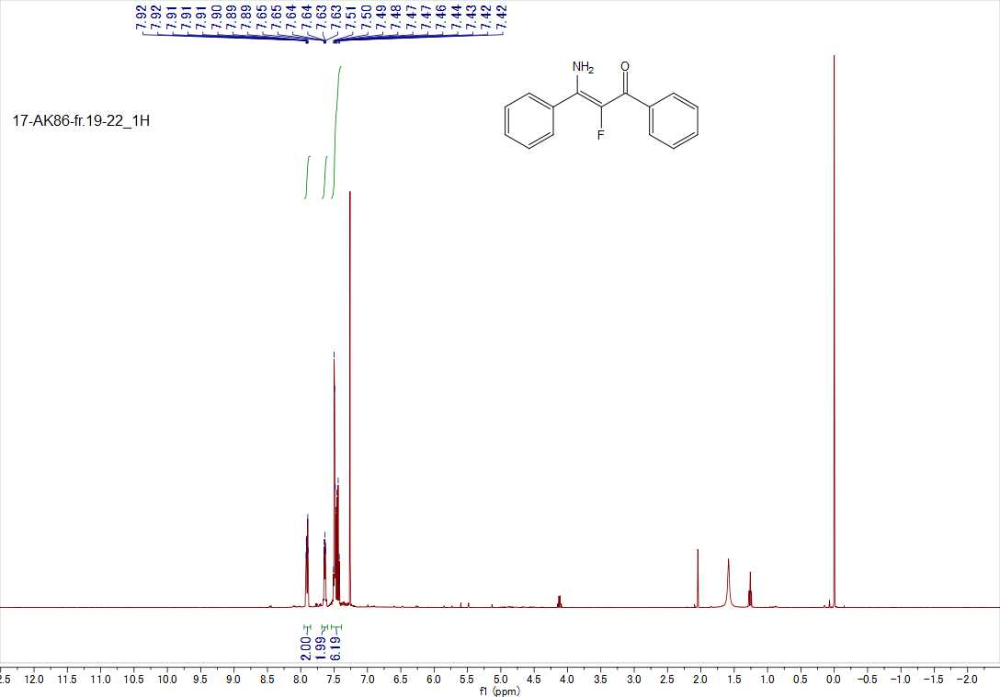 7.92 7.92 7.91 7.91 7.91 7.90 7.89 7.89 7.65 7.65 7.64 7.64 7.63 7.63 7.51 7.50 7.49 7.48 7.47 7.47 7.46 7.44 7.43 7.42 7.42
NH2 O
17-AK86-fr.19-22_1H
F
2.00 1.99 6.19
2.5 12.0 11.5 11.0 10.5 10.0 9.5 9.0 8.5 8.0 7.5 7.0 6.5 6.0 5.5 5.0 4.5 4.0 3.5 3.0 2.5 2.0 1.5 1.0 0.5 0.0 -0.5 -1.0 -1.5 -2.0
f1 (ppm)